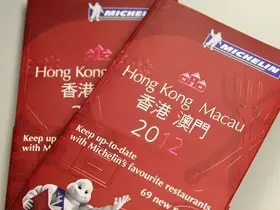 MICHELIN
Hong Kong
香港
2
Keep up
with M
MICHELIN
Hong Kong Macau
香港 澳門
2012
Keep up-to-date
with Michelin's favourite restaurants
69 new